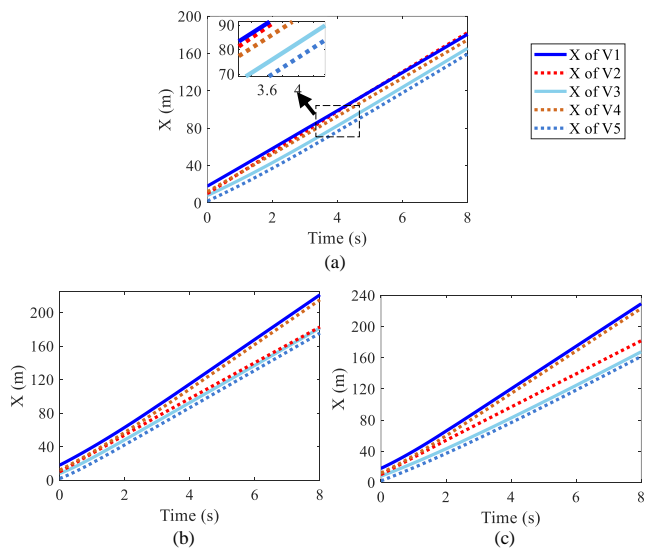 200
160
120
80
40
0
X (m)
90
80
70
3.6 4
0 2 4 6 8
Time (s)
(a)
X of V1
X of V2
X of V3
X of V4
X of V5
200
160
120
80
40
0
X (m)
0 2 4 6 8
Time (s)
(b)
240
200
160
120
80
40
0
X (m)
0 2 4 6 8
Time (s)
(c)